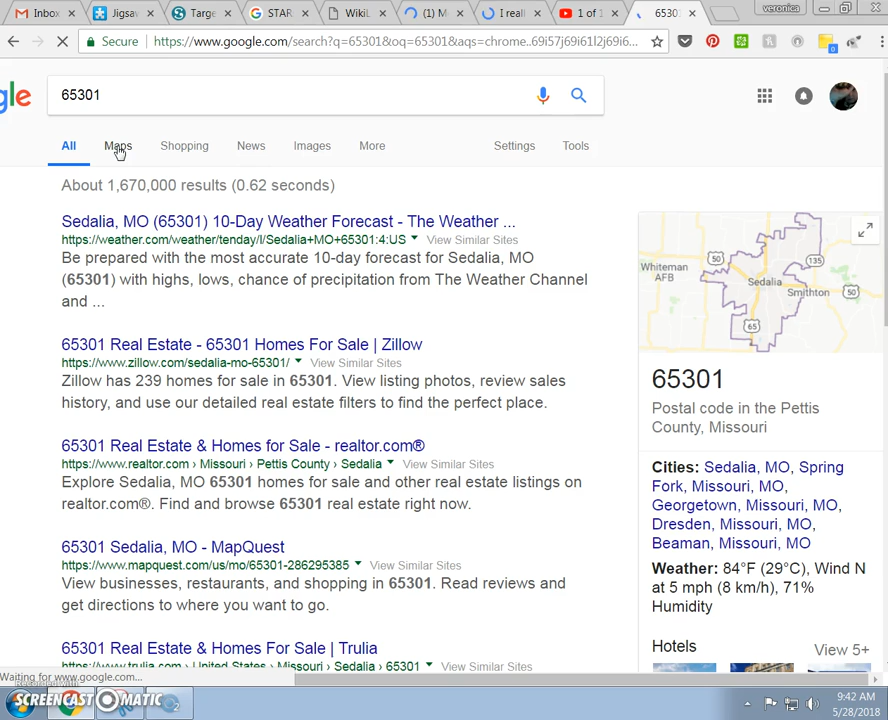 Inbox
Jigsaw
Targe
STAR
WikiL
(1) M
I reall
1 of 1
65301
veronica
Secure https://www.google.com/search?q=65301&oq=65301&aqs=chrome..69i57j69i61l2j69i6...
0
gle
65301
All Maps Shopping News Images More Settings Tools
About 1,670,000 results (0.62 seconds)
Sedalia, MO (65301) 10-Day Weather Forecast - The Weather ...
https://weather.com/weather/tenday/l/Sedalia+MO+65301:4:US View Similar Sites
Be prepared with the most accurate 10-day forecast for Sedalia, MO
(65301) with highs, lows, chance of precipitation from The Weather Channel
and ...
65301 Real Estate - 65301 Homes For Sale | Zillow
https://www.zillow.com/sedalia-mo-65301/ View Similar Sites
Zillow has 239 homes for sale in 65301. View listing photos, review sales
history, and use our detailed real estate filters to find the perfect place.
65301 Real Estate & Homes for Sale - realtor.com®
https://www.realtor.com › Missouri › Pettis County › Sedalia View Similar Sites
Explore Sedalia, MO 65301 homes for sale and other real estate listings on
realtor.com®. Find and browse 65301 real estate right now.
65301 Sedalia, MO - MapQuest
https://www.mapquest.com/us/mo/65301-286295385 View Similar Sites
View businesses, restaurants, and shopping in 65301. Read reviews and
get directions to where you want to go.
65301 Real Estate & Homes For Sale | Trulia
https://www.trulia.com › United States › Missouri › Sedalia › 65301 View Similar Sites
Whiteman
AFB
50
135
Sedalia
Smithton
50
65
65301
Postal code in the Pettis
County, Missouri
Cities: Sedalia, MO, Spring
Fork, Missouri, MO,
Georgetown, Missouri, MO,
Dresden, Missouri, MO,
Beaman, Missouri, MO
Weather: 84°F (29°C), Wind N
at 5 mph (8 km/h), 71%
Humidity
Hotels View 5+
Waiting for www.google.com...
Recorded with
SCREENCAST MATIC
9:42 AM
5/28/2018